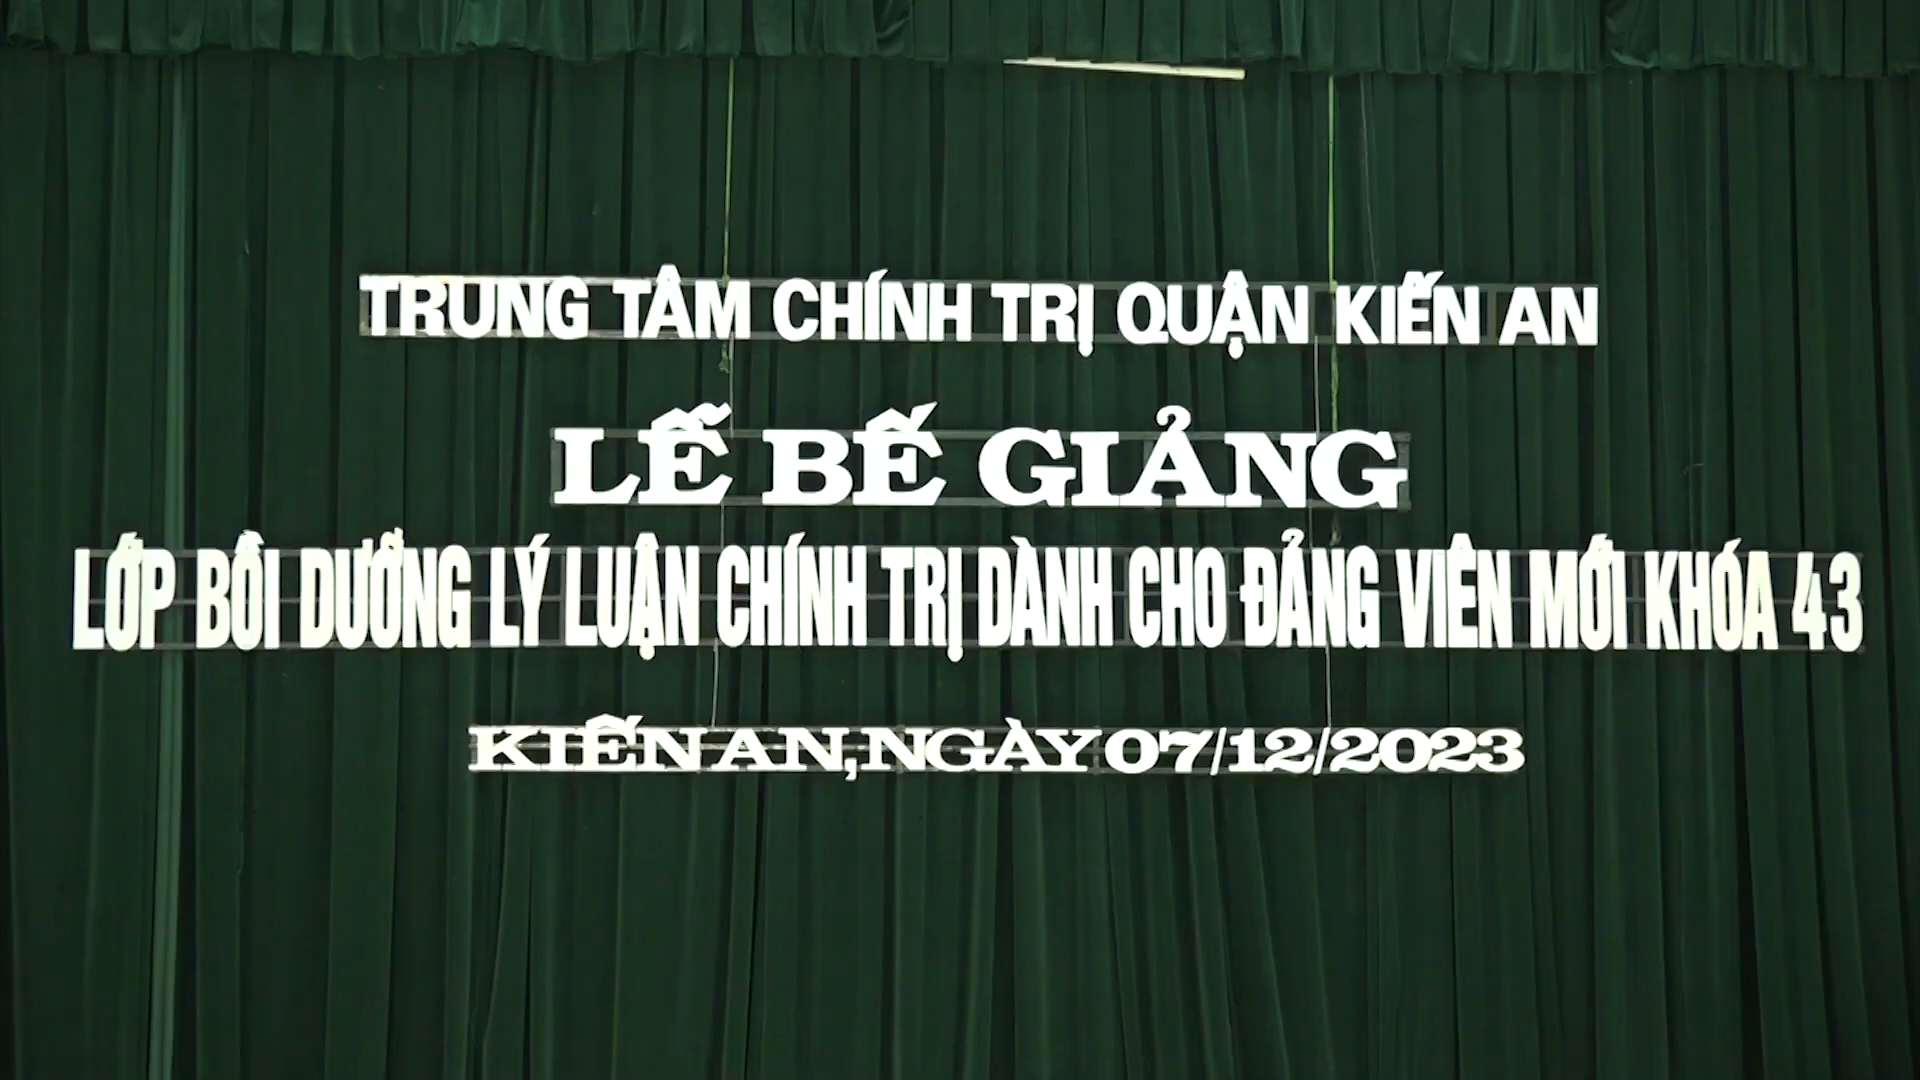 TRUNG TÂM CHÍNH TRỊ QUẬN KIẾN AN
LỄ BẾ GIẢNG
LỚP BỒI DƯỠNG LÝ LUẬN CHÍNH TRỊ DÀNH CHO ĐẢNG VIÊN MỚI KHÓA 43
KIẾN AN, NGÀY 07/12/2023